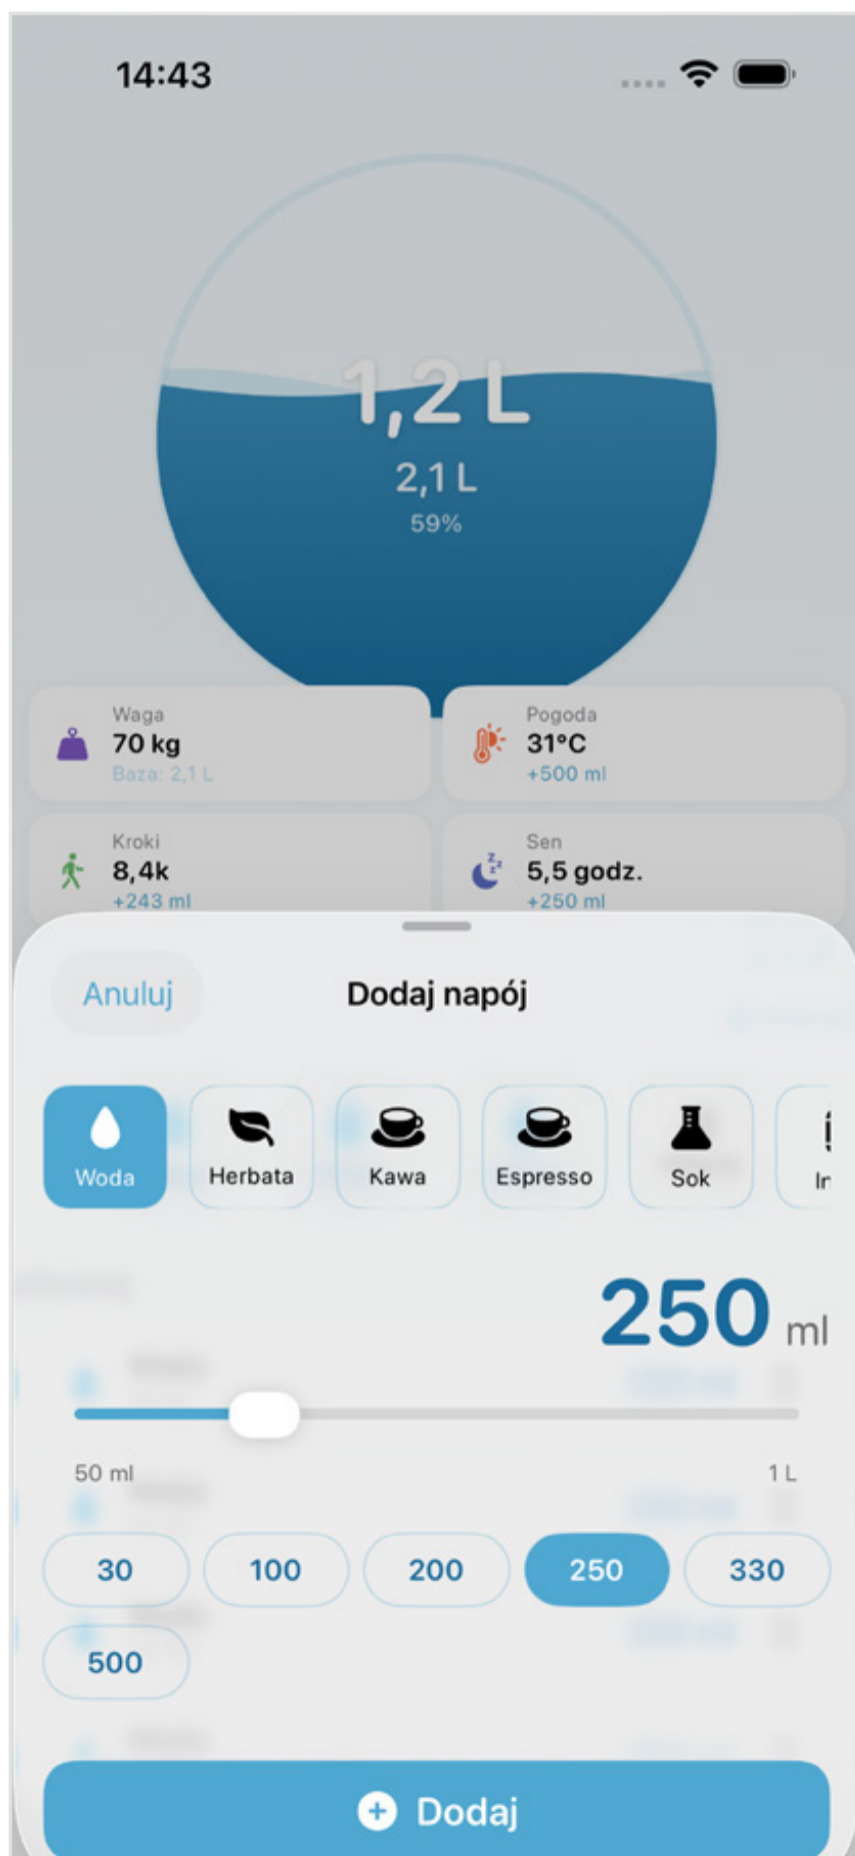 14:43
1,2 L
2,1 L
59%
Waga
70 kg
Baza: 2,1 L
Pogoda
31°C
+500 ml
Kroki
8,4k
+243 ml
Sen
5,5 godz.
+250 ml
Anuluj
Dodaj napój
Woda
Herbata
Kawa
Espresso
Sok
250 ml
50 ml
1 L
30
100
200
250
330
500
Dodaj